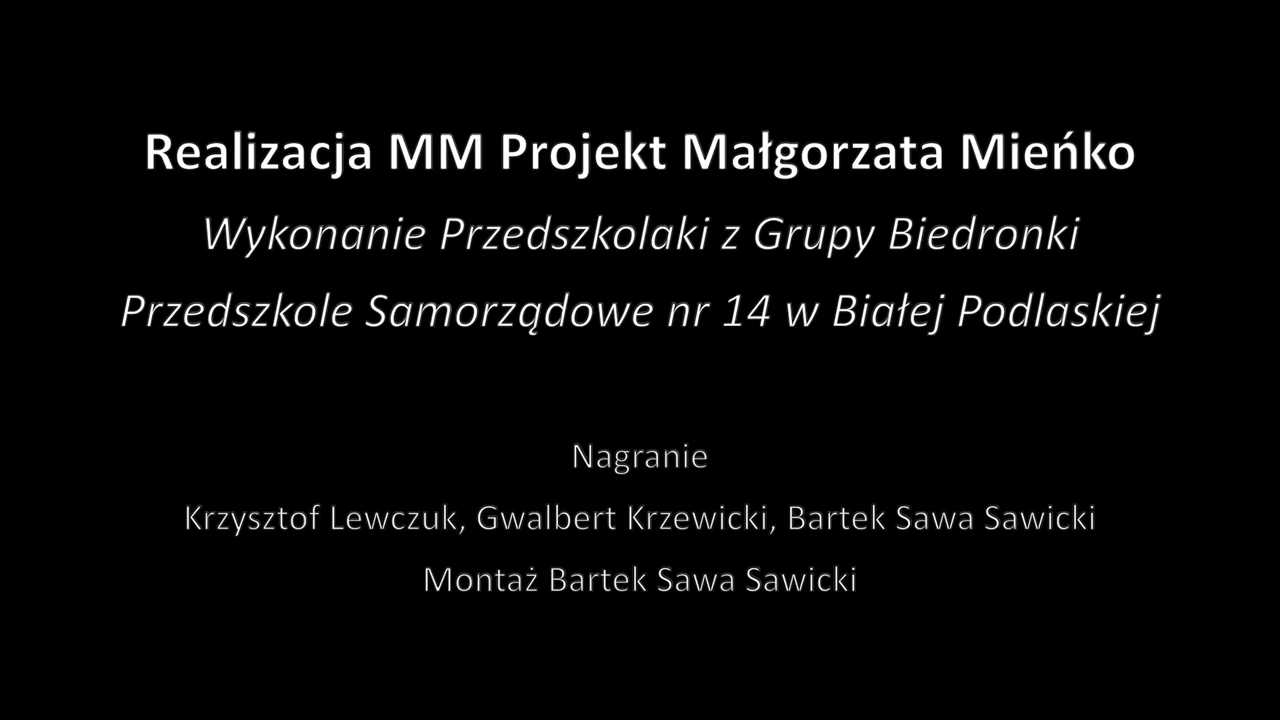 Realizacja MM Projekt Małgorzata Mieńko
Wykonanie Przedszkolaki z Grupy Biedronki
Przedszkole Samorządowe nr 14 w Białej Podlaskiej
Nagranie
Krzysztof Lewczuk, Gwalbert Krzewicki, Bartek Sawa Sawicki
Montaż Bartek Sawa Sawicki